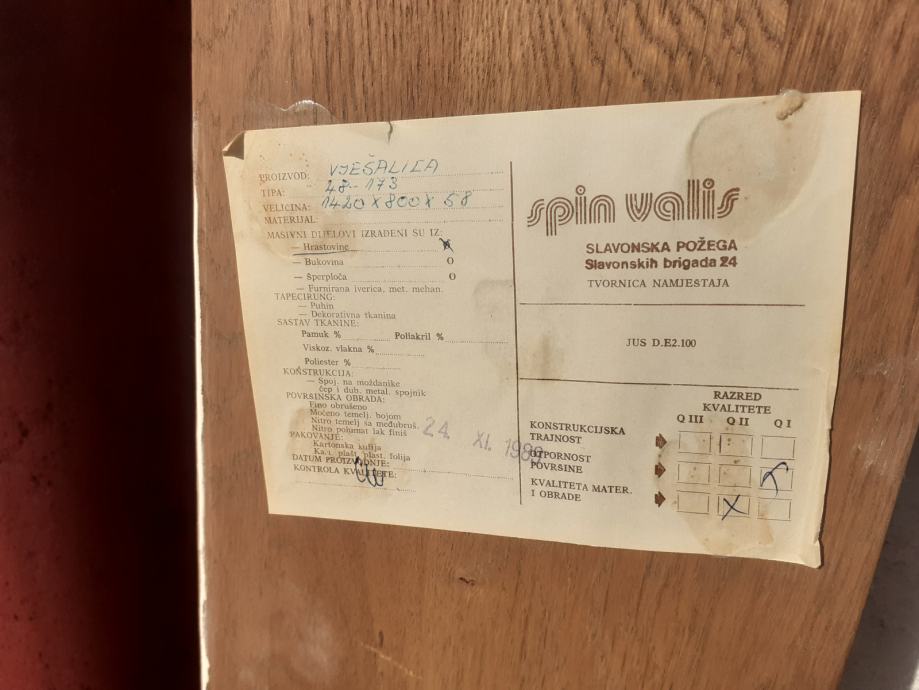 PROIZVOD: VJEŠALICA
TIPA: 48-173
VELIČINA: 1420 X 800 X 58
MATERIJAL:
MASIVNI DIJELOVI IZRAĐENI SU IZ:
— Hrastovine
— Bukovina O
— Šperploča O
— Furnirana iverica, met. mehan.
TAPECIRUNG:
— Puhin
— Dekorativna tkanina
SASTAV TKANINE:
Pamuk % Poliakril %
Viskoz. vlakna %
Poliester %
KONSTRUKCIJA:
— Spoj. na moždanike
čep i dub. metal. spojnik
POVRŠINSKA OBRADA:
Fino obrušeno
Močeno temelj. bojom
Nitro temelj sa međubruš.
Nitro polumat lak finiš
PAKOVANJE:
Kartonska kutija
plast. folija
DATUM PROIZVODNJE: 24. XI.
KONTROLA KVALITETE:
spin valis
SLAVONSKA POŽEGA
Slavonskih brigada 24
TVORNICA NAMJEŠTAJA
JUS D.E2.100
RAZRED
KVALITETE
Q III Q II Q I
KONSTRUKCIJSKA
TRAJNOST
OTPORNOST
POVRŠINE
KVALITETA MATER. X
I OBRADE